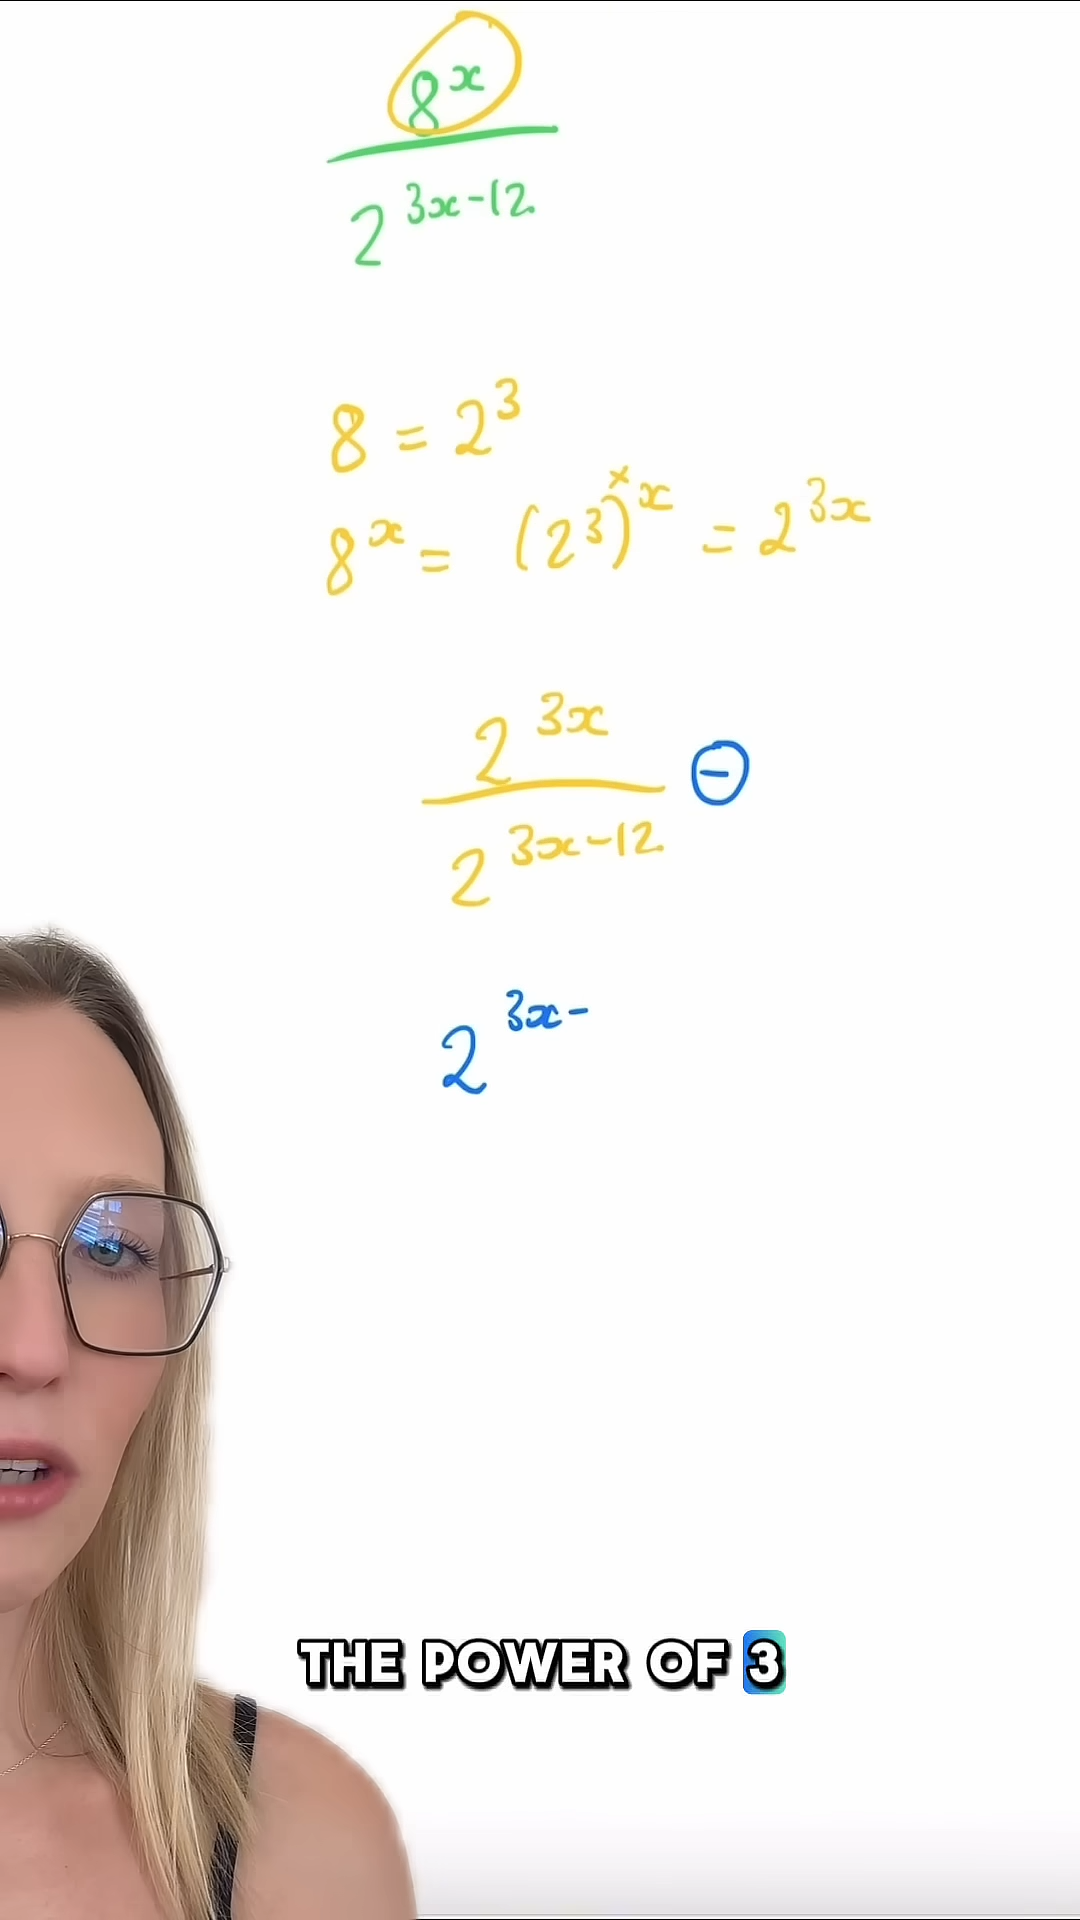 8^x
2^{3x-12}
8 = 2^3
8^x = (2^3)^{× x} = 2^{3x}
2^{3x}
2^{3x-12} ⊖
2^{3x-}
THE POWER OF 3